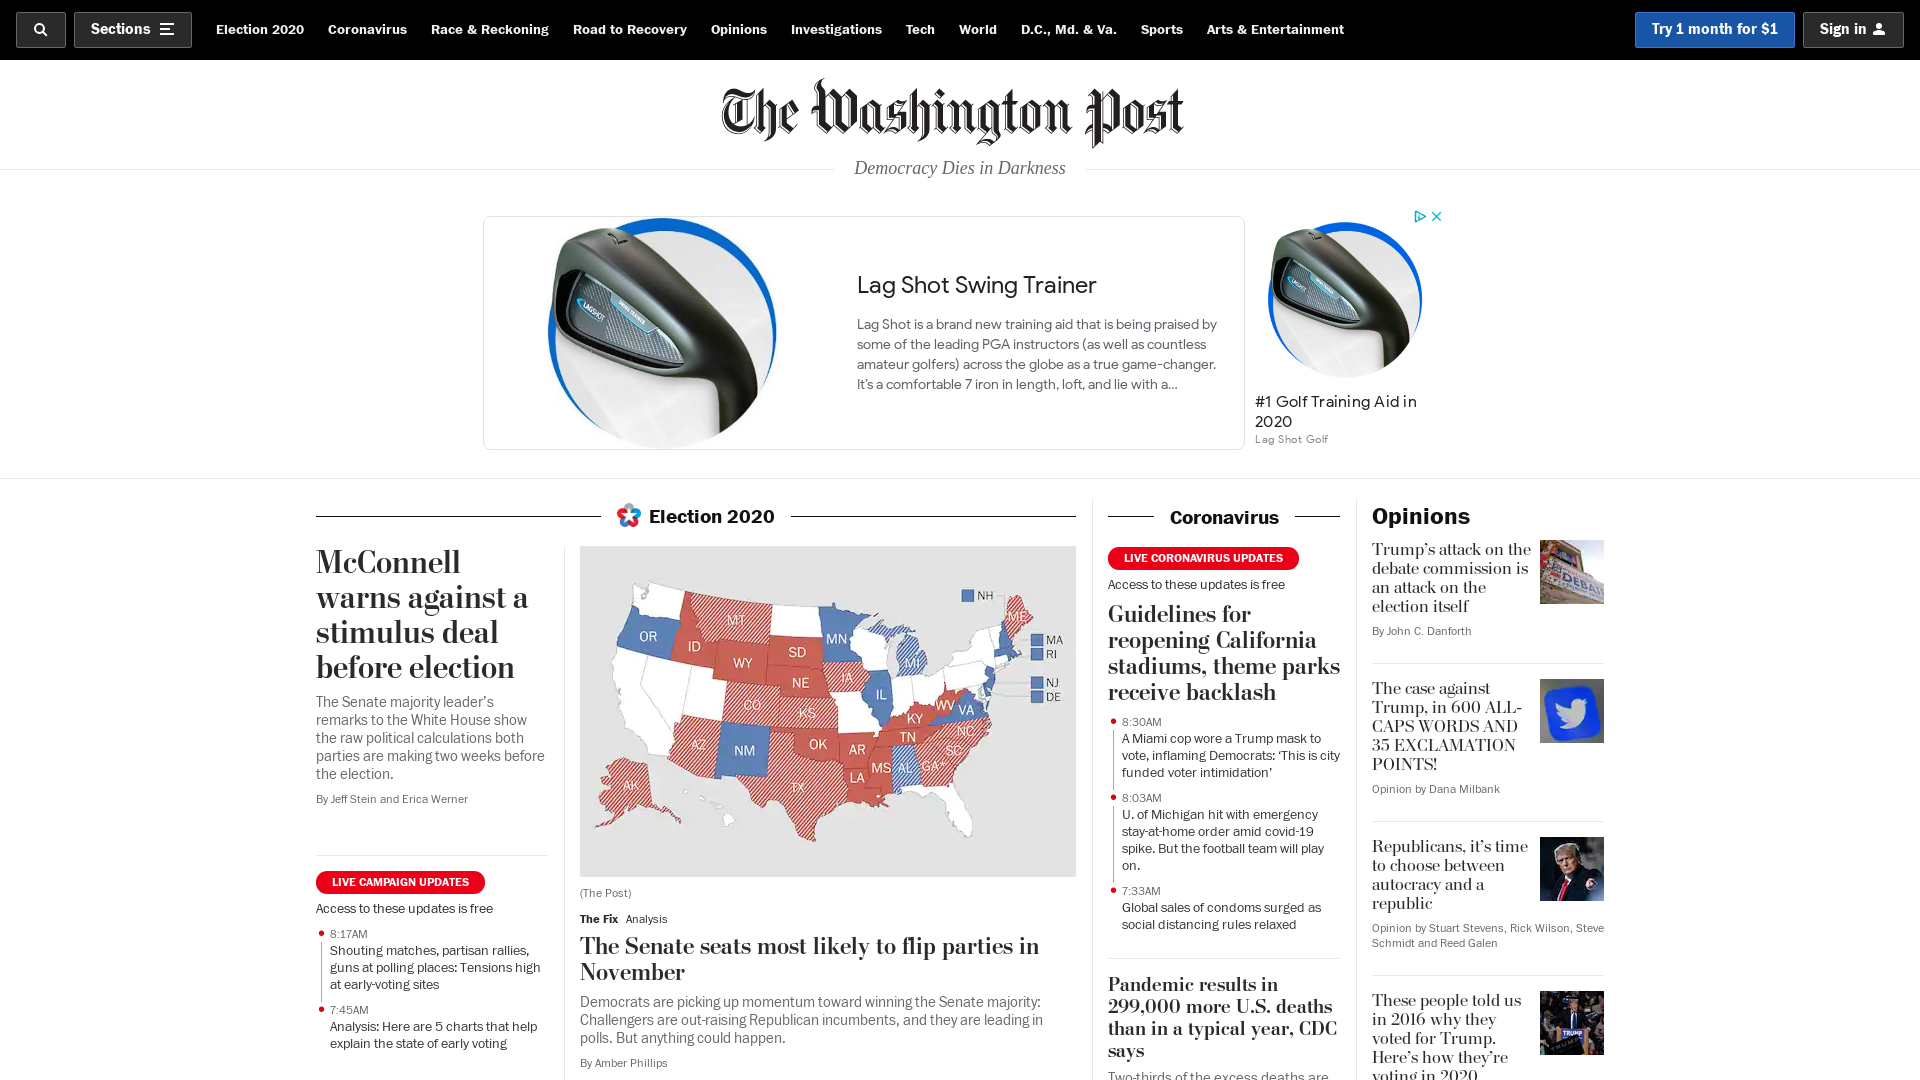 Sections
Election 2020
Coronavirus
Race & Reckoning
Road to Recovery
Opinions
Investigations
Tech
World
D.C., Md. & Va.
Sports
Arts & Entertainment
Try 1 month for $1
Sign in
The Washington Post
Democracy Dies in Darkness
Lag Shot Swing Trainer
Lag Shot is a brand new training aid that is being praised by
some of the leading PGA instructors (as well as countless
amateur golfers) across the globe as a true game-changer.
It's a comfortable 7 iron in length, loft, and lie with a...
#1 Golf Training Aid in
2020
Lag Shot Golf
Election 2020
McConnell
warns against a
stimulus deal
before election
The Senate majority leader's
remarks to the White House show
the raw political calculations both
parties are making two weeks before
the election.
By Jeff Stein and Erica Werner
LIVE CAMPAIGN UPDATES
Access to these updates is free
8:17AM
Shouting matches, partisan rallies,
guns at polling places: Tensions high
at early-voting sites
7:45AM
Analysis: Here are 5 charts that help
explain the state of early voting
NH
ME
MT
OR
MN
MA
ID
SD
RI
WY
MI
IA
NE
NJ
IL
DE
CO
WV
VA
KS
KY
NC
TN
AZ
OK
NM
AR
SC
MS
AL
GA*
LA
AK
TX
(The Post)
The Fix Analysis
The Senate seats most likely to flip parties in
November
Democrats are picking up momentum toward winning the Senate majority:
Challengers are out-raising Republican incumbents, and they are leading in
polls. But anything could happen.
By Amber Phillips
Coronavirus
LIVE CORONAVIRUS UPDATES
Access to these updates is free
Guidelines for
reopening California
stadiums, theme parks
receive backlash
8:30AM
A Miami cop wore a Trump mask to
vote, inflaming Democrats: ‘This is city
funded voter intimidation’
8:03AM
U. of Michigan hit with emergency
stay-at-home order amid covid-19
spike. But the football team will play
on.
7:33AM
Global sales of condoms surged as
social distancing rules relaxed
Pandemic results in
299,000 more U.S. deaths
than in a typical year, CDC
says
Two-thirds of the excess deaths are
Opinions
Trump’s attack on the
debate commission is
an attack on the
election itself
By John C. Danforth
The case against
Trump, in 600 ALL-
CAPS WORDS AND
35 EXCLAMATION
POINTS!
Opinion by Dana Milbank
Republicans, it’s time
to choose between
autocracy and a
republic
Opinion by Stuart Stevens, Rick Wilson, Steve
Schmidt and Reed Galen
These people told us
in 2016 why they
voted for Trump.
Here’s how they’re
voting in 2020.